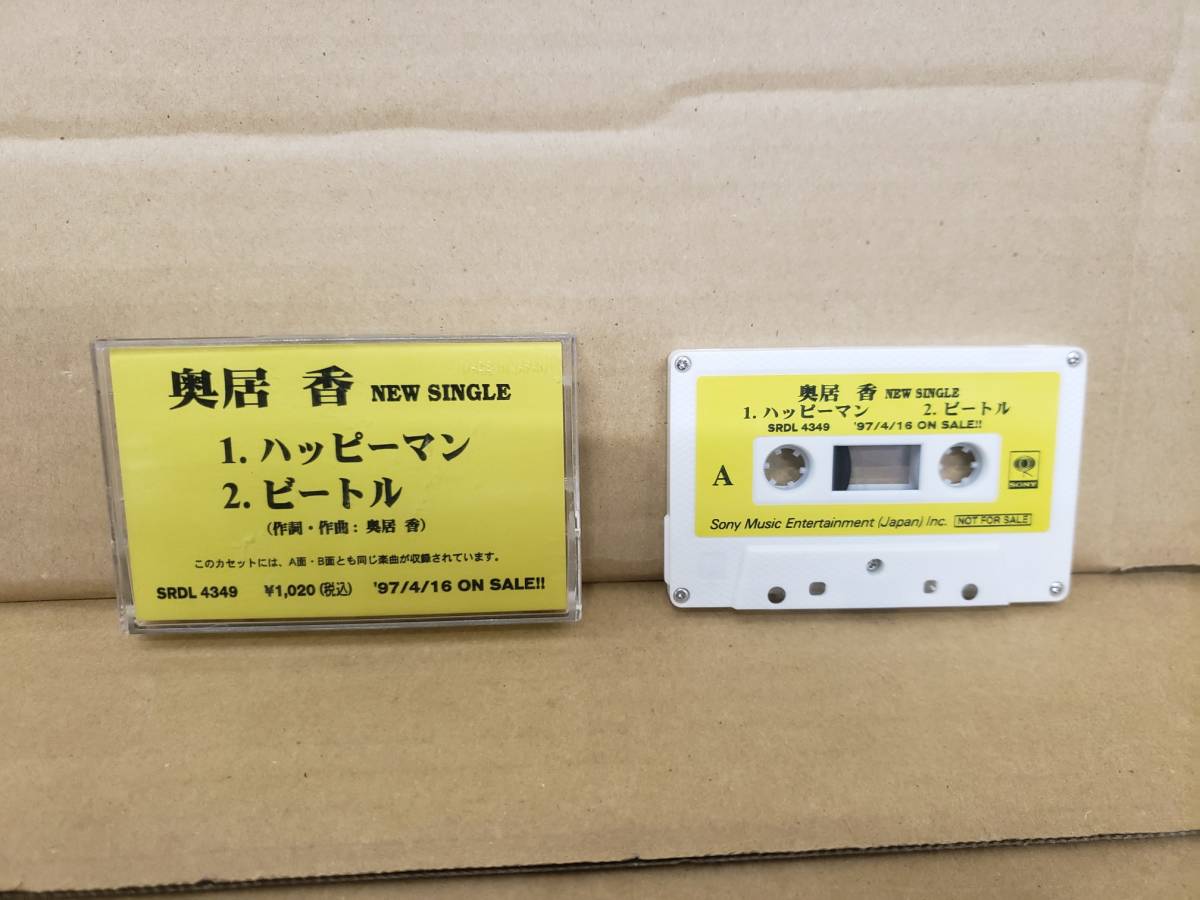 MADE IN JAPAN
奥居 香 NEW SINGLE
1. ハッピーマン
2. ビートル
(作詞・作曲: 奥居 香)
このカセットには、A面・B面とも同じ楽曲が収録されています。
SRDL 4349 ¥1,020(税込) '97/4/16 ON SALE!!
奥居 香 NEW SINGLE
1. ハッピーマン 2. ビートル
SRDL 4349 '97/4/16 ON SALE!!
A
SONY
Sony Music Entertainment (Japan) Inc. NOT FOR SALE